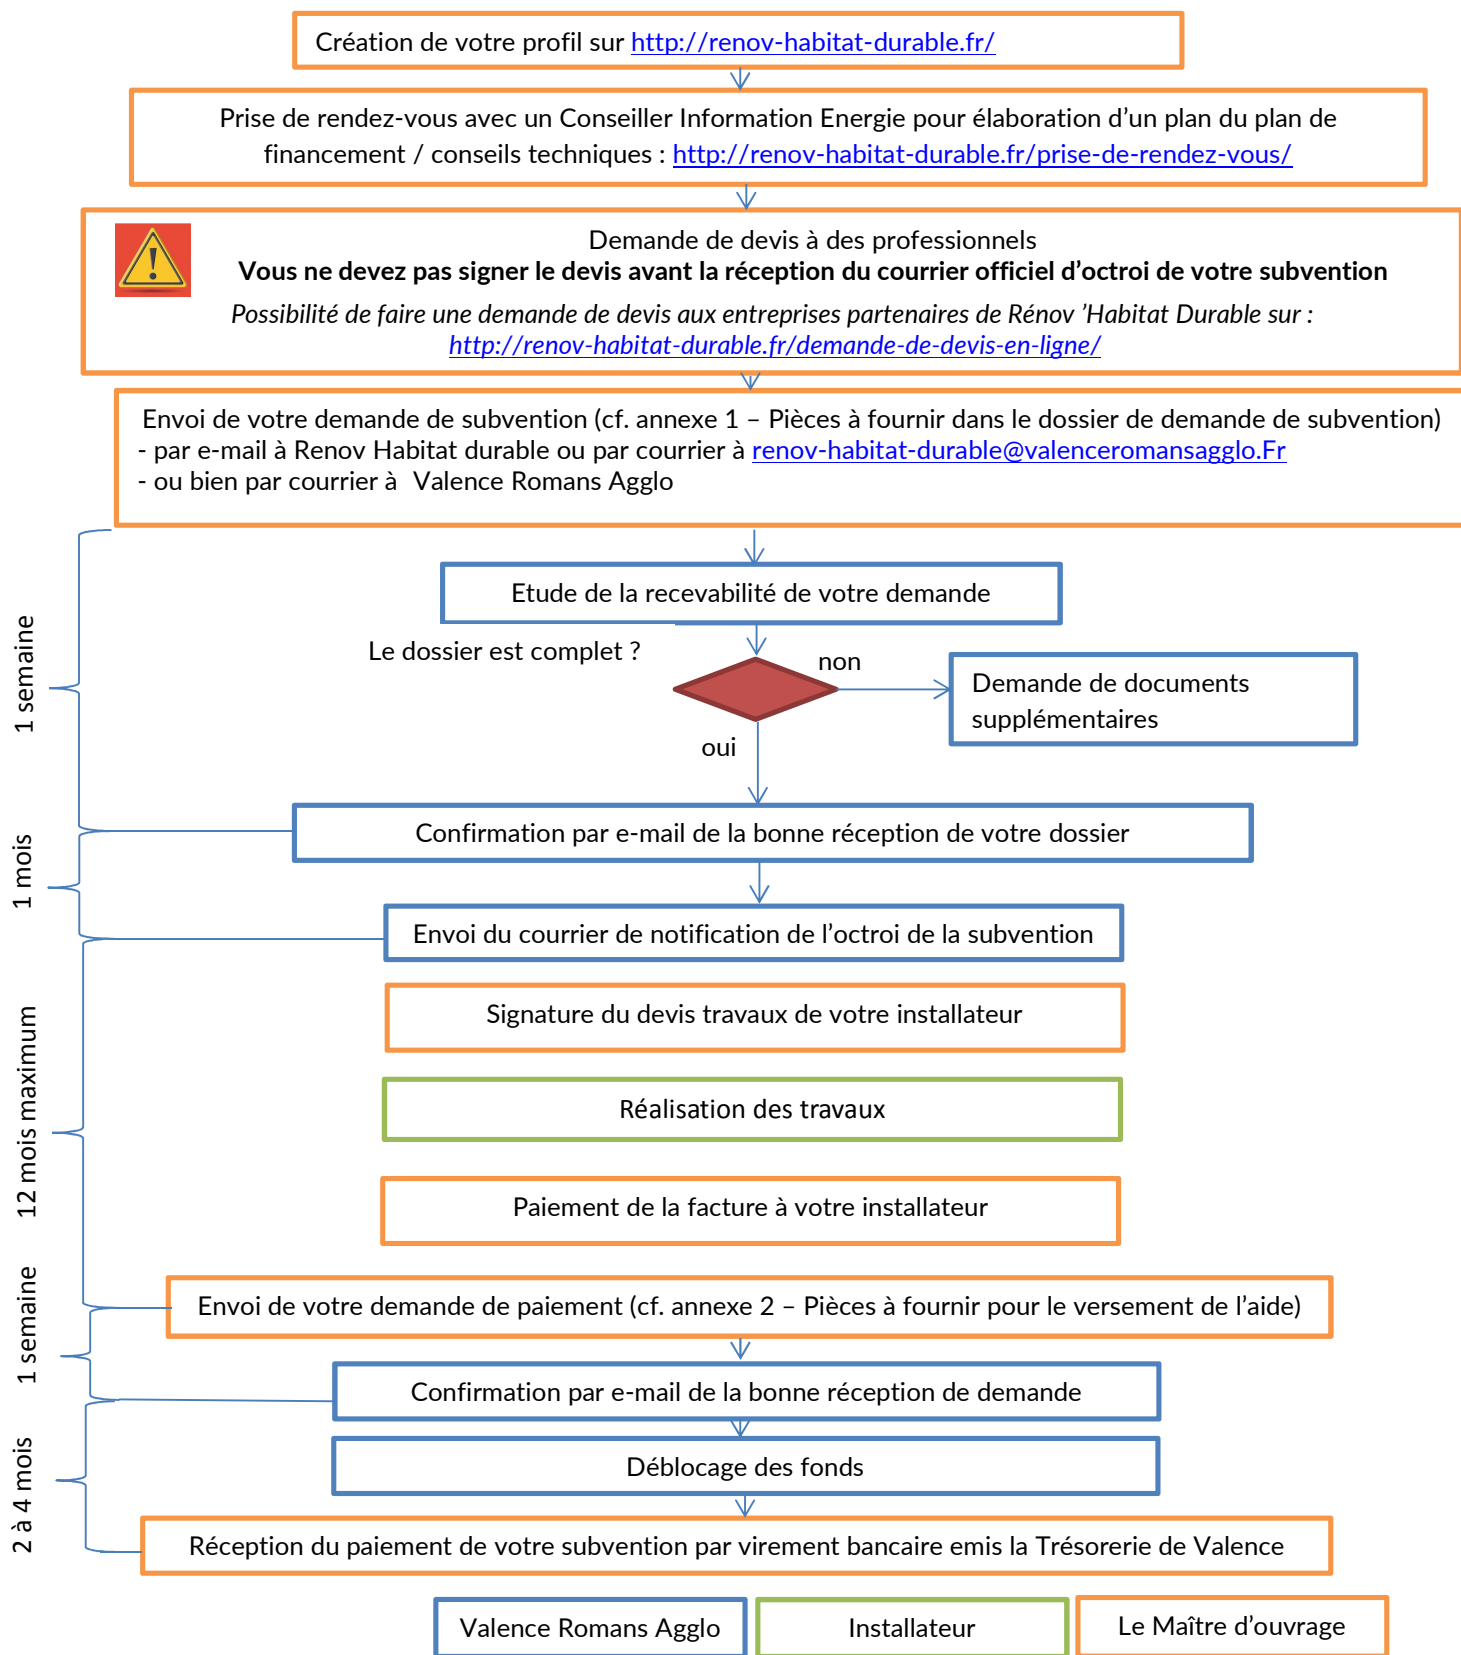 Création de votre profil sur http://renov-habitat-durable.fr/
Prise de rendez-vous avec un Conseiller Information Energie pour élaboration d’un plan du plan de
financement / conseils techniques : http://renov-habitat-durable.fr/prise-de-rendez-vous/
Demande de devis à des professionnels
Vous ne devez pas signer le devis avant la réception du courrier officiel d’octroi de votre subvention
Possibilité de faire une demande de devis aux entreprises partenaires de Rénov ’Habitat Durable sur :
http://renov-habitat-durable.fr/demande-de-devis-en-ligne/
Envoi de votre demande de subvention (cf. annexe 1 – Pièces à fournir dans le dossier de demande de subvention)
- par e-mail à Renov Habitat durable ou par courrier à renov-habitat-durable@valenceromansagglo.Fr
- ou bien par courrier à Valence Romans Agglo
Etude de la recevabilité de votre demande
1 semaine
Le dossier est complet ?
non
Demande de documents
supplémentaires
oui
Confirmation par e-mail de la bonne réception de votre dossier
1 mois
Envoi du courrier de notification de l’octroi de la subvention
Signature du devis travaux de votre installateur
12 mois maximum
Réalisation des travaux
Paiement de la facture à votre installateur
Envoi de votre demande de paiement (cf. annexe 2 – Pièces à fournir pour le versement de l’aide)
1 semaine
Confirmation par e-mail de la bonne réception de demande
Déblocage des fonds
2 à 4 mois
Réception du paiement de votre subvention par virement bancaire emis la Trésorerie de Valence
Valence Romans Agglo
Installateur
Le Maître d’ouvrage